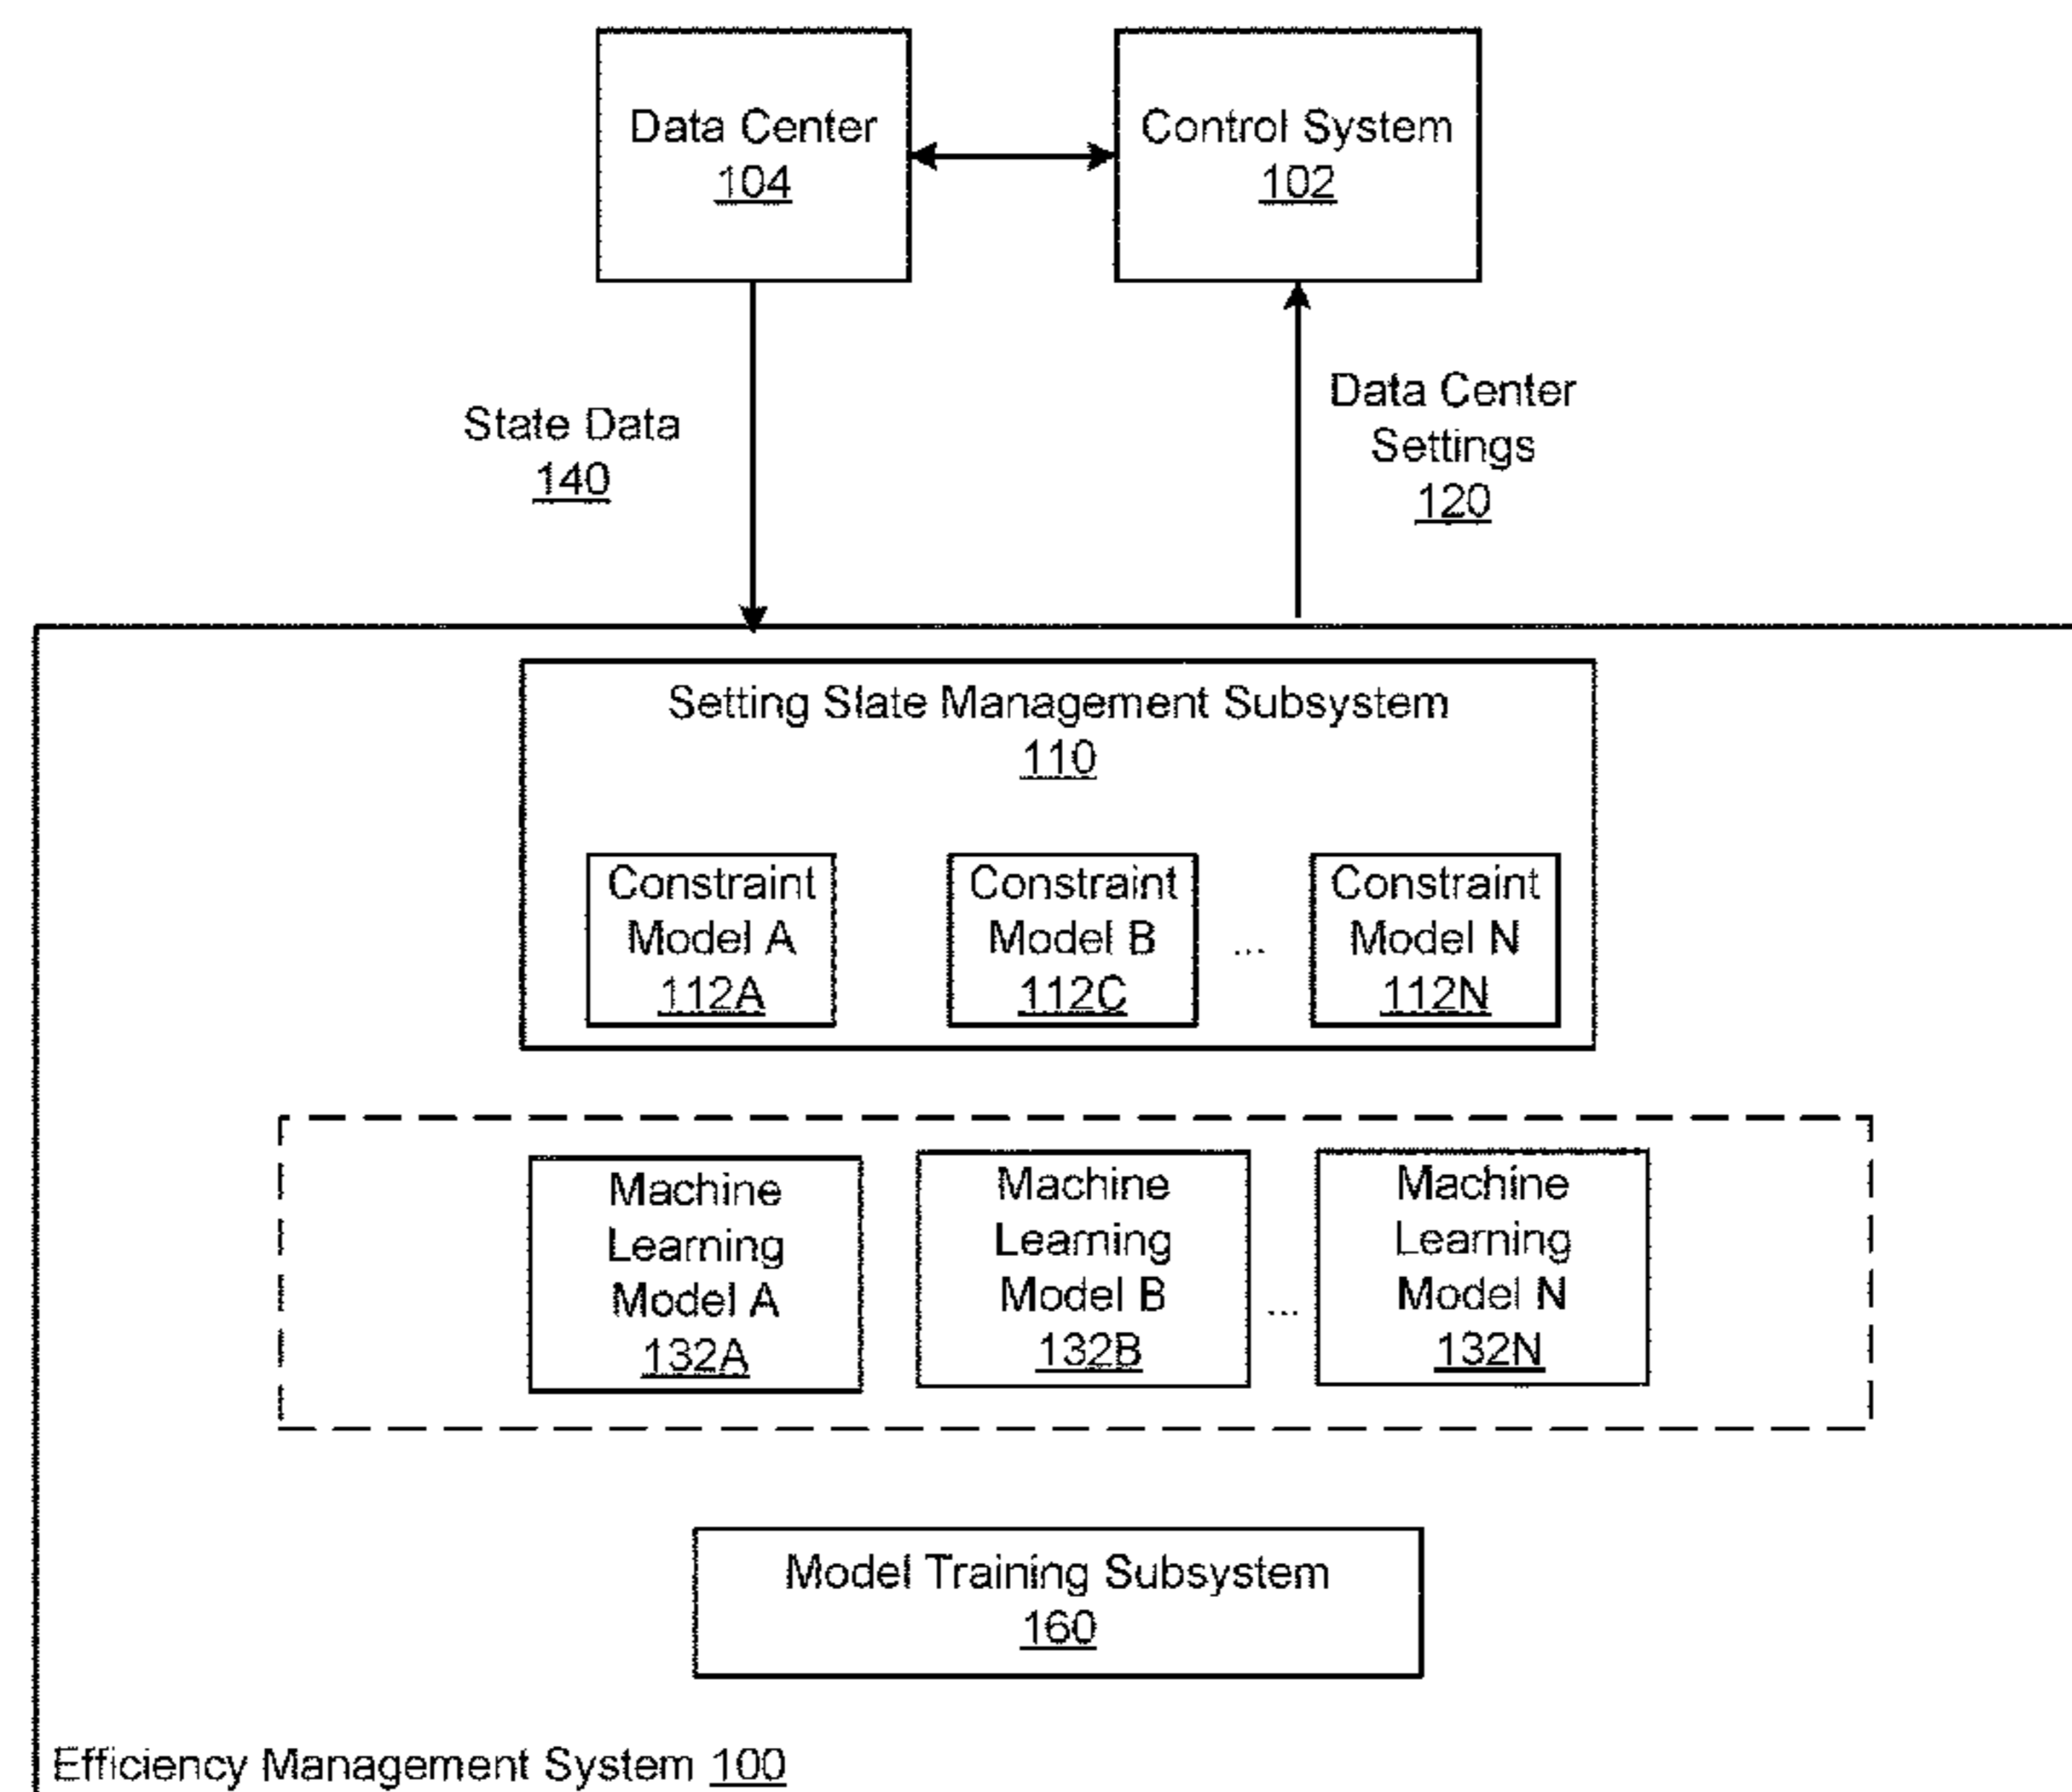 Data Center
104
Control System
102
State Data
140
Data Center
Settings
120
Setting Slate Management Subsystem
110
Constraint
Model A
112A
Constraint
Model B
112C
...
Constraint
Model N
112N
Machine
Learning
Model A
132A
Machine
Learning
Model B
132B
...
Machine
Learning
Model N
132N
Model Training Subsystem
160
Efficiency Management System 100